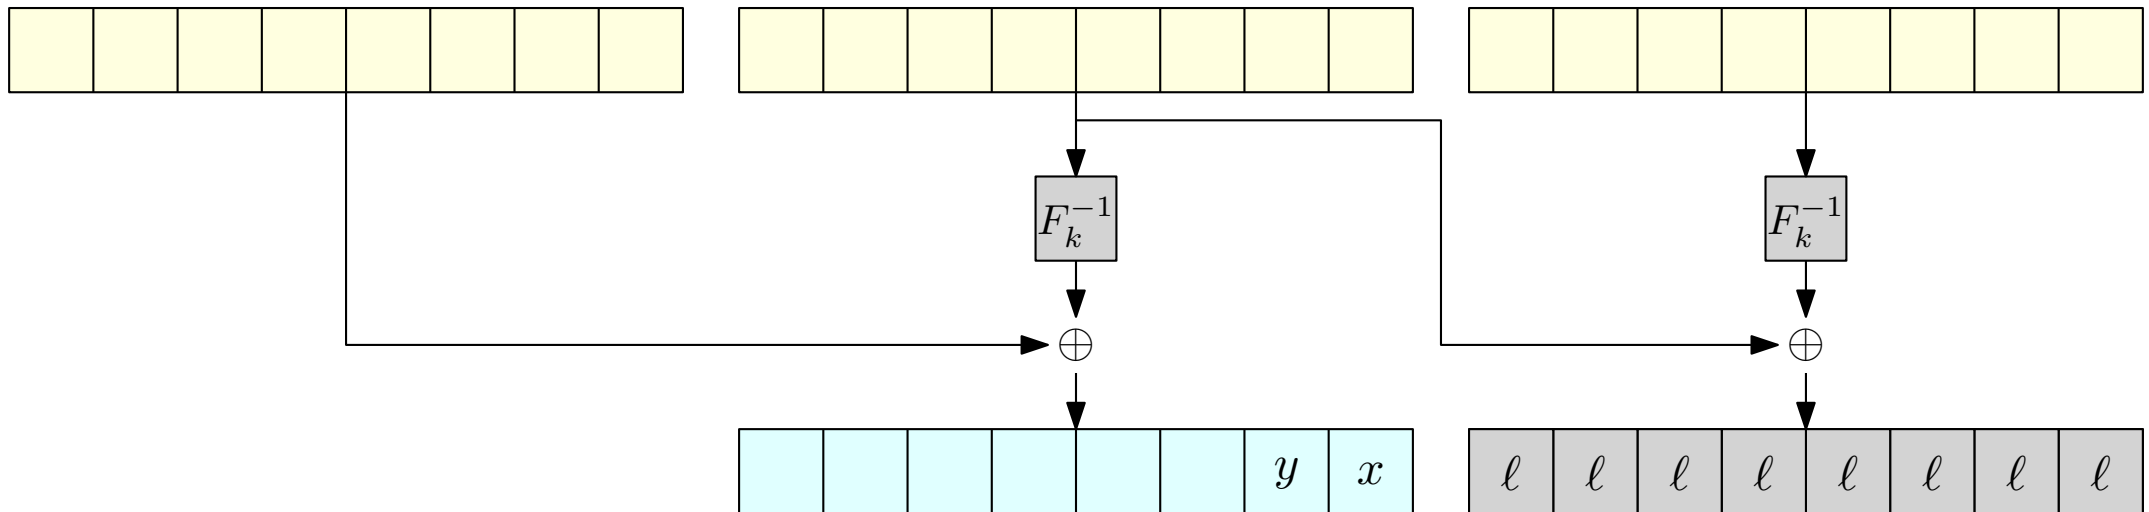 F_k^{-1} F_k^{-1}
y x ℓ ℓ ℓ ℓ ℓ ℓ ℓ ℓ